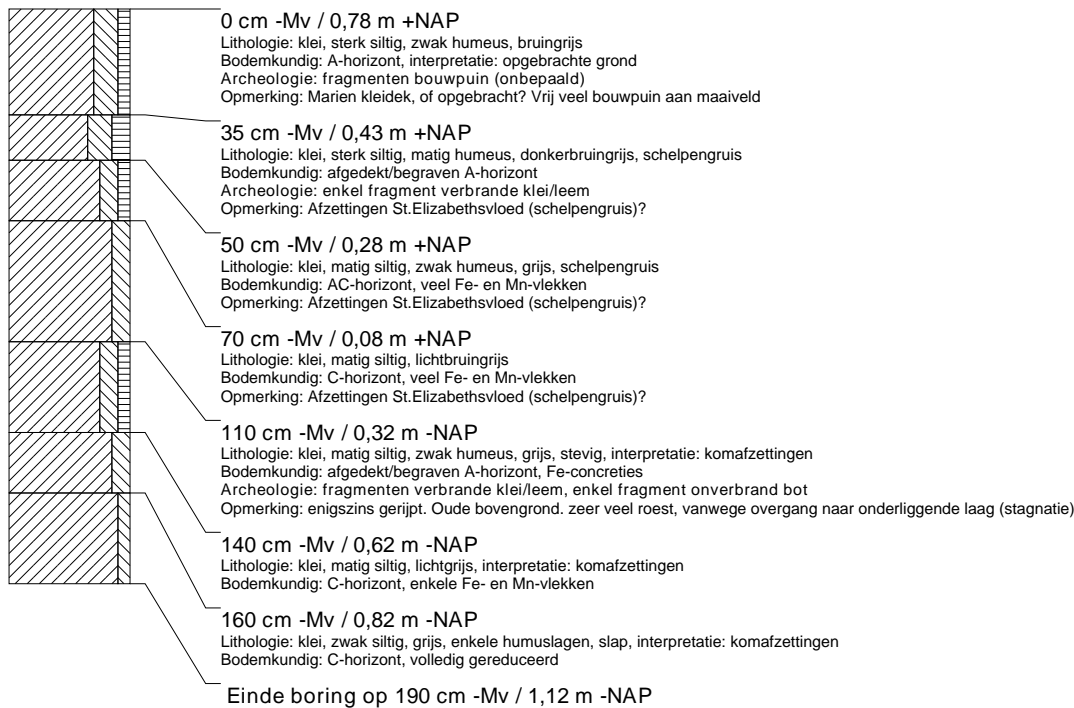 0 cm -Mv / 0,78 m +NAP
Lithologie: klei, sterk siltig, zwak humeus, bruingrijs
Bodemkundig: A-horizont, interpretatie: opgebrachte grond
Archeologie: fragmenten bouwpuin (onbepaald)
Opmerking: Marien kleidek, of opgebracht? Vrij veel bouwpuin aan maaiveld
35 cm -Mv / 0,43 m +NAP
Lithologie: klei, sterk siltig, matig humeus, donkerbruingrijs, schelpengruis
Bodemkundig: afgedekt/begraven A-horizont
Archeologie: enkel fragment verbrande klei/leem
Opmerking: Afzettingen St.Elizabethsvloed (schelpengruis)?
50 cm -Mv / 0,28 m +NAP
Lithologie: klei, matig siltig, zwak humeus, grijs, schelpengruis
Bodemkundig: AC-horizont, veel Fe- en Mn-vlekken
Opmerking: Afzettingen St.Elizabethsvloed (schelpengruis)?
70 cm -Mv / 0,08 m +NAP
Lithologie: klei, matig siltig, lichtbruingrijs
Bodemkundig: C-horizont, veel Fe- en Mn-vlekken
Opmerking: Afzettingen St.Elizabethsvloed (schelpengruis)?
110 cm -Mv / 0,32 m -NAP
Lithologie: klei, matig siltig, zwak humeus, grijs, stevig, interpretatie: komafzettingen
Bodemkundig: afgedekt/begraven A-horizont, Fe-concreties
Archeologie: fragmenten verbrande klei/leem, enkel fragment onverbrand bot
Opmerking: enigszins gerijpt. Oude bovengrond. zeer veel roest, vanwege overgang naar onderliggende laag (stagnatie)
140 cm -Mv / 0,62 m -NAP
Lithologie: klei, matig siltig, lichtgrijs, interpretatie: komafzettingen
Bodemkundig: C-horizont, enkele Fe- en Mn-vlekken
160 cm -Mv / 0,82 m -NAP
Lithologie: klei, zwak siltig, grijs, enkele humuslagen, slap, interpretatie: komafzettingen
Bodemkundig: C-horizont, volledig gereduceerd
Einde boring op 190 cm -Mv / 1,12 m -NAP